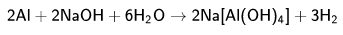 2Al + 2NaOH + 6H₂O → 2Na[Al(OH)₄] + 3H₂